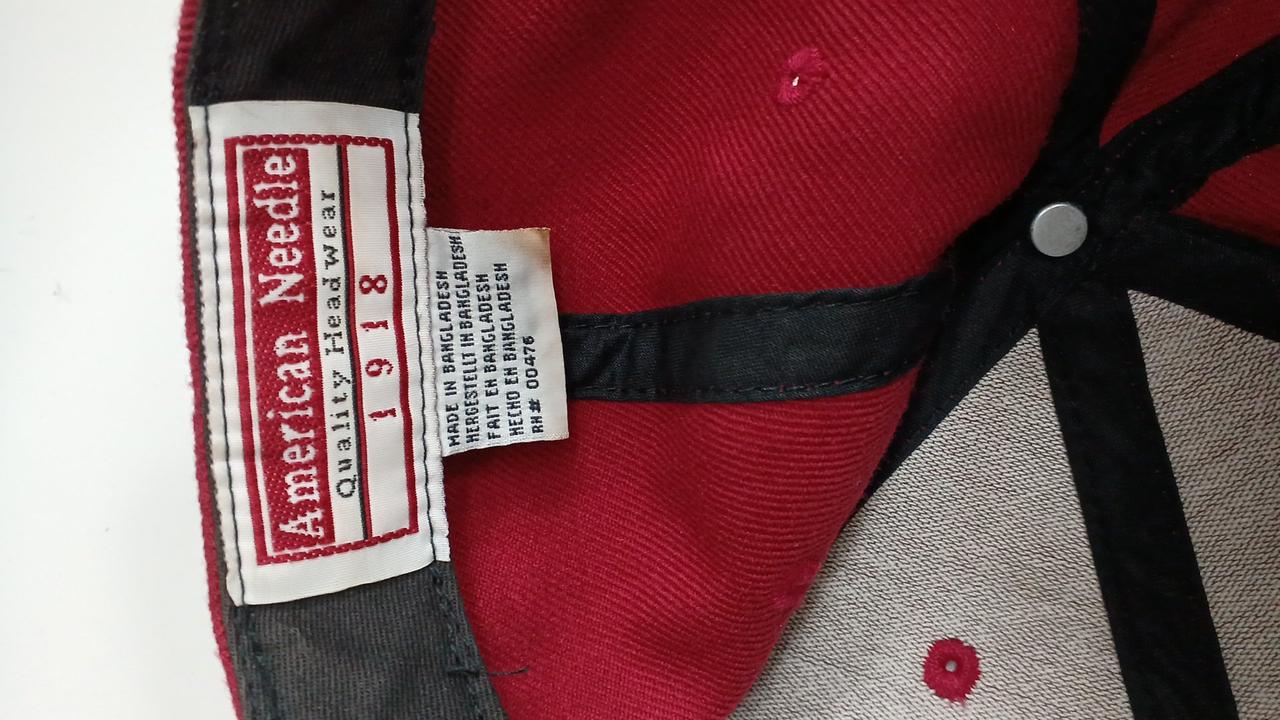 American Needle
Quality Headwear
1918
MADE IN BANGLADESH
HERGESTELLT IN BANGLADESH
FAIT EN BANGLADESH
HECHO EN BANGLADESH
RN# 00476